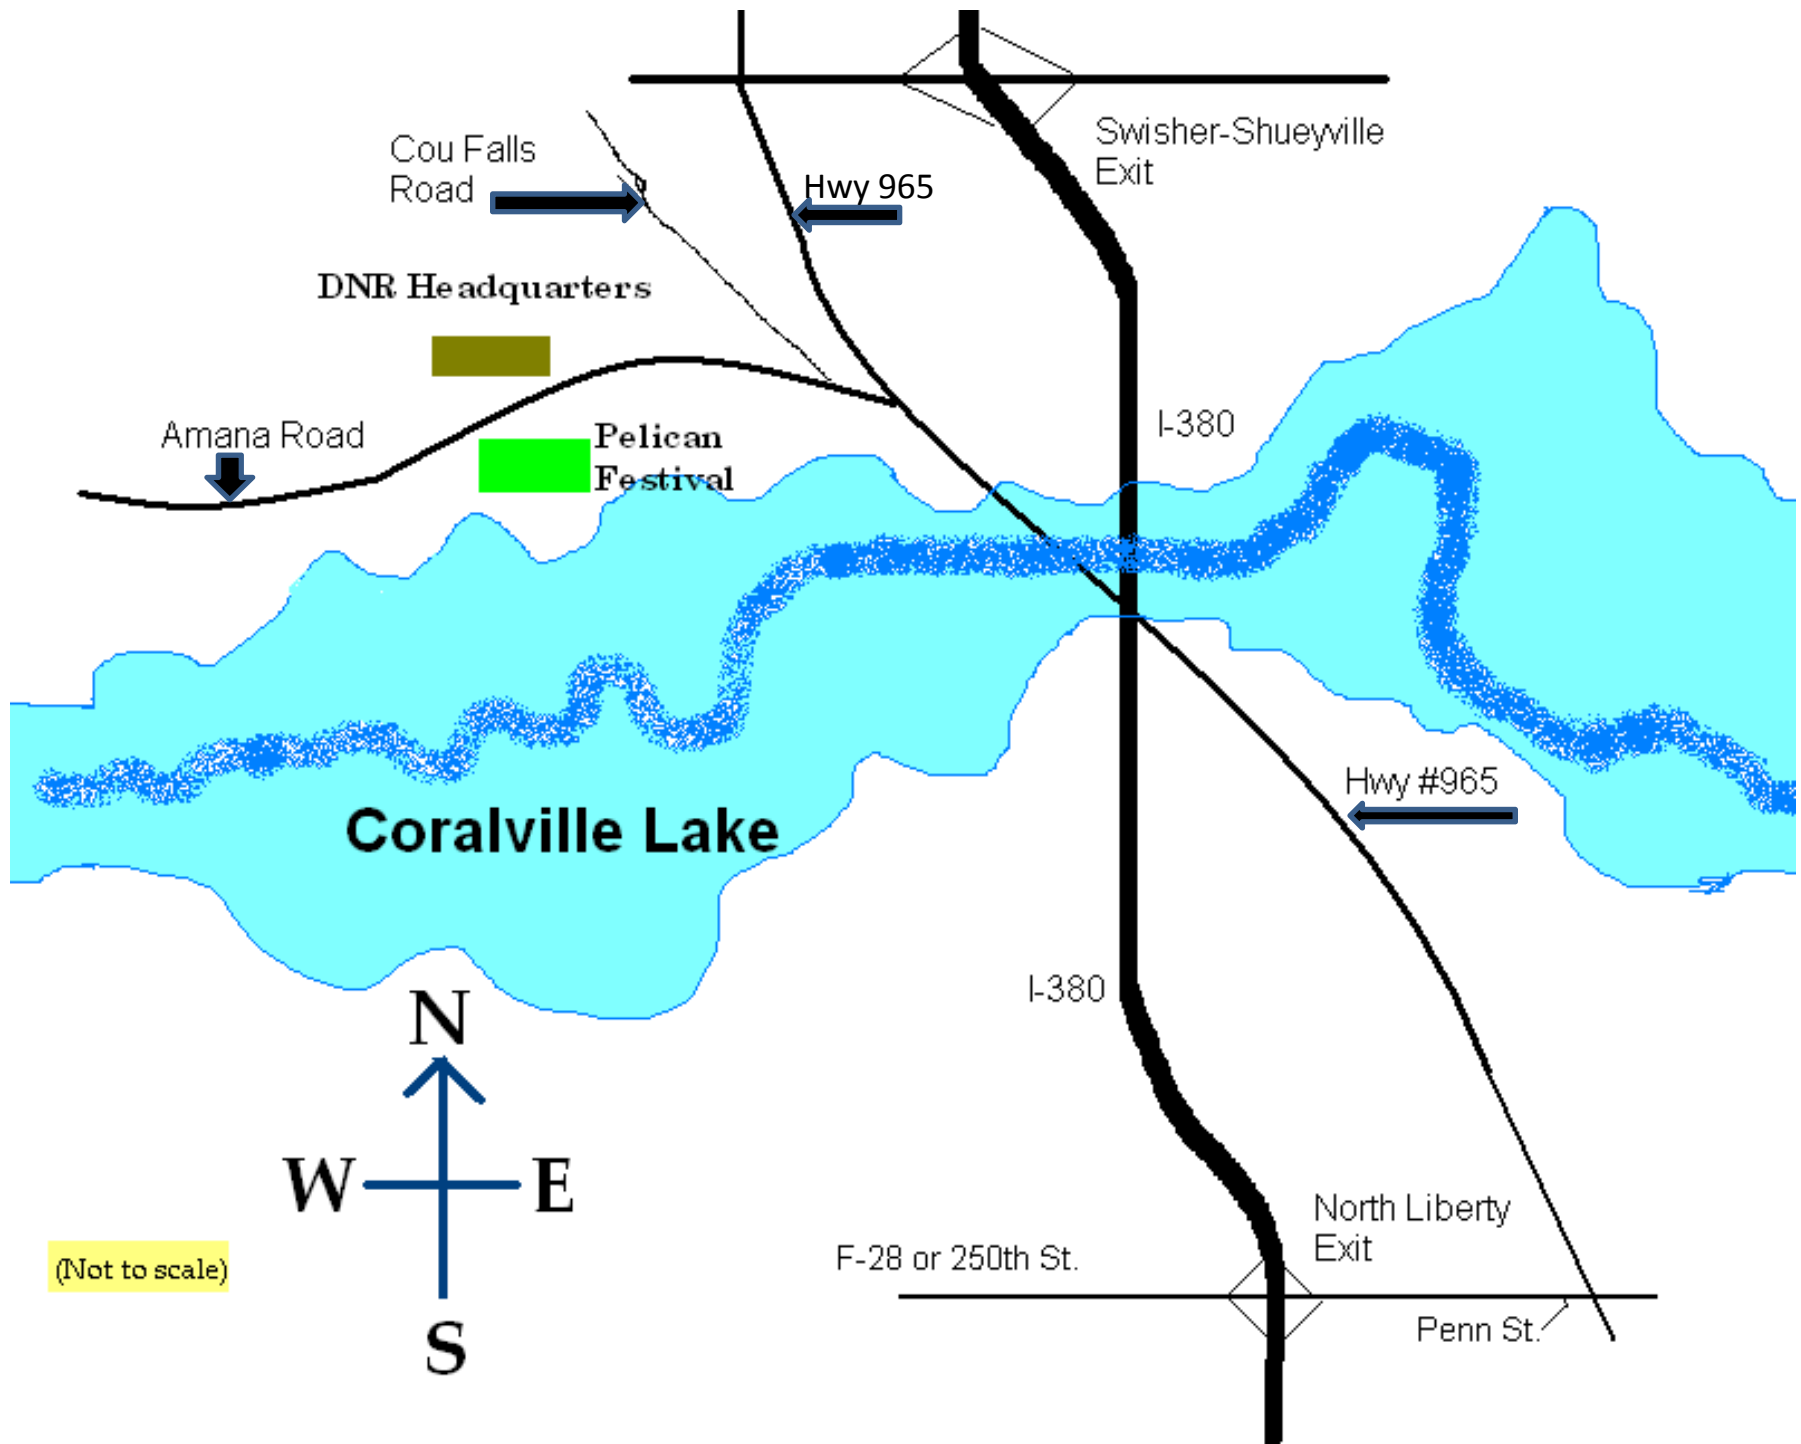 Cou Falls
Road
Hwy 965
Swisher-Shueyville
Exit
DNR Headquarters
Amana Road
Pelican
Festival
I-380
Hwy #965
Coralville Lake
I-380
N
W
E
S
(Not to scale)
North Liberty
Exit
F-28 or 250th St.
Penn St.